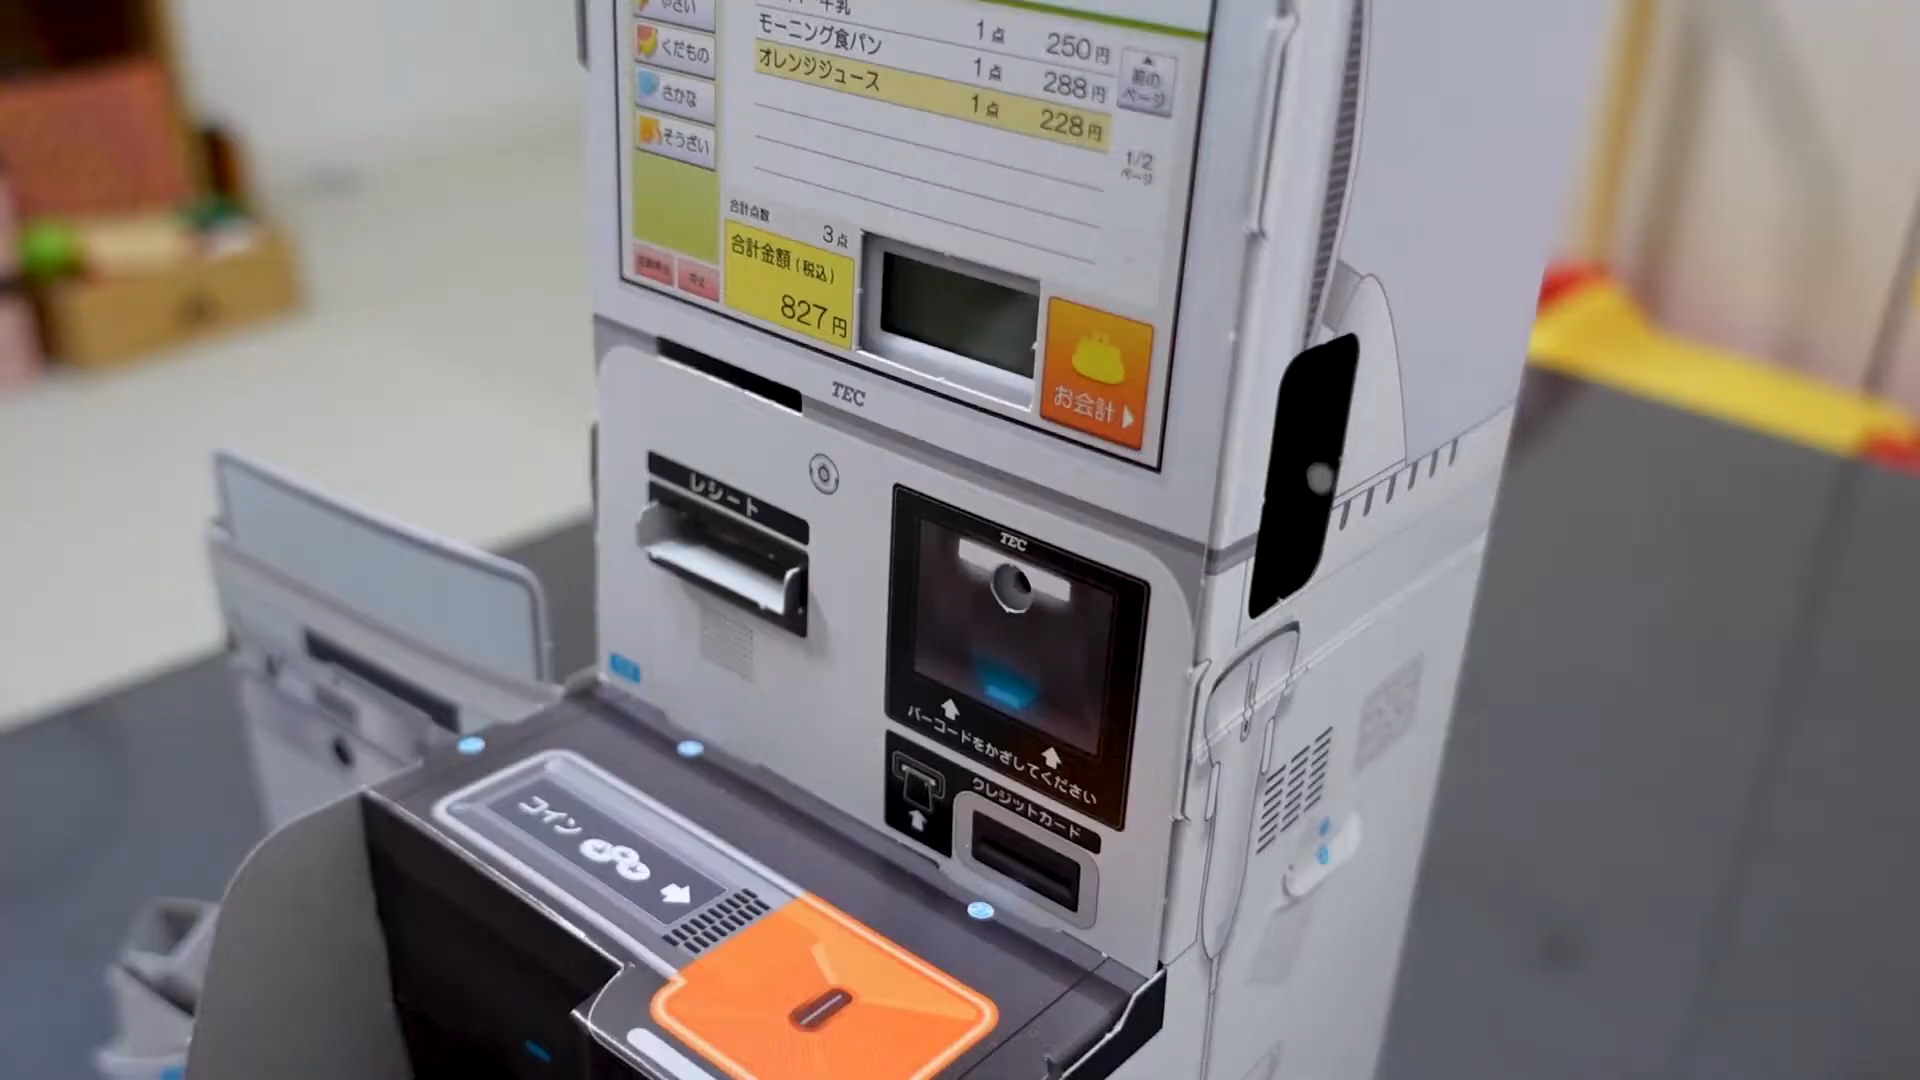 やさい
くだもの
さかな
そうざい
牛乳 1点 250円
モーニング食パン 1点 288円
オレンジジュース 1点 228円
前の
ページ
1/2
ページ
合計点数
3点
合計金額(税込)
827円
中止
お会計
TEC
レシート
TEC
バーコードをかざしてください
クレジットカード
コイン